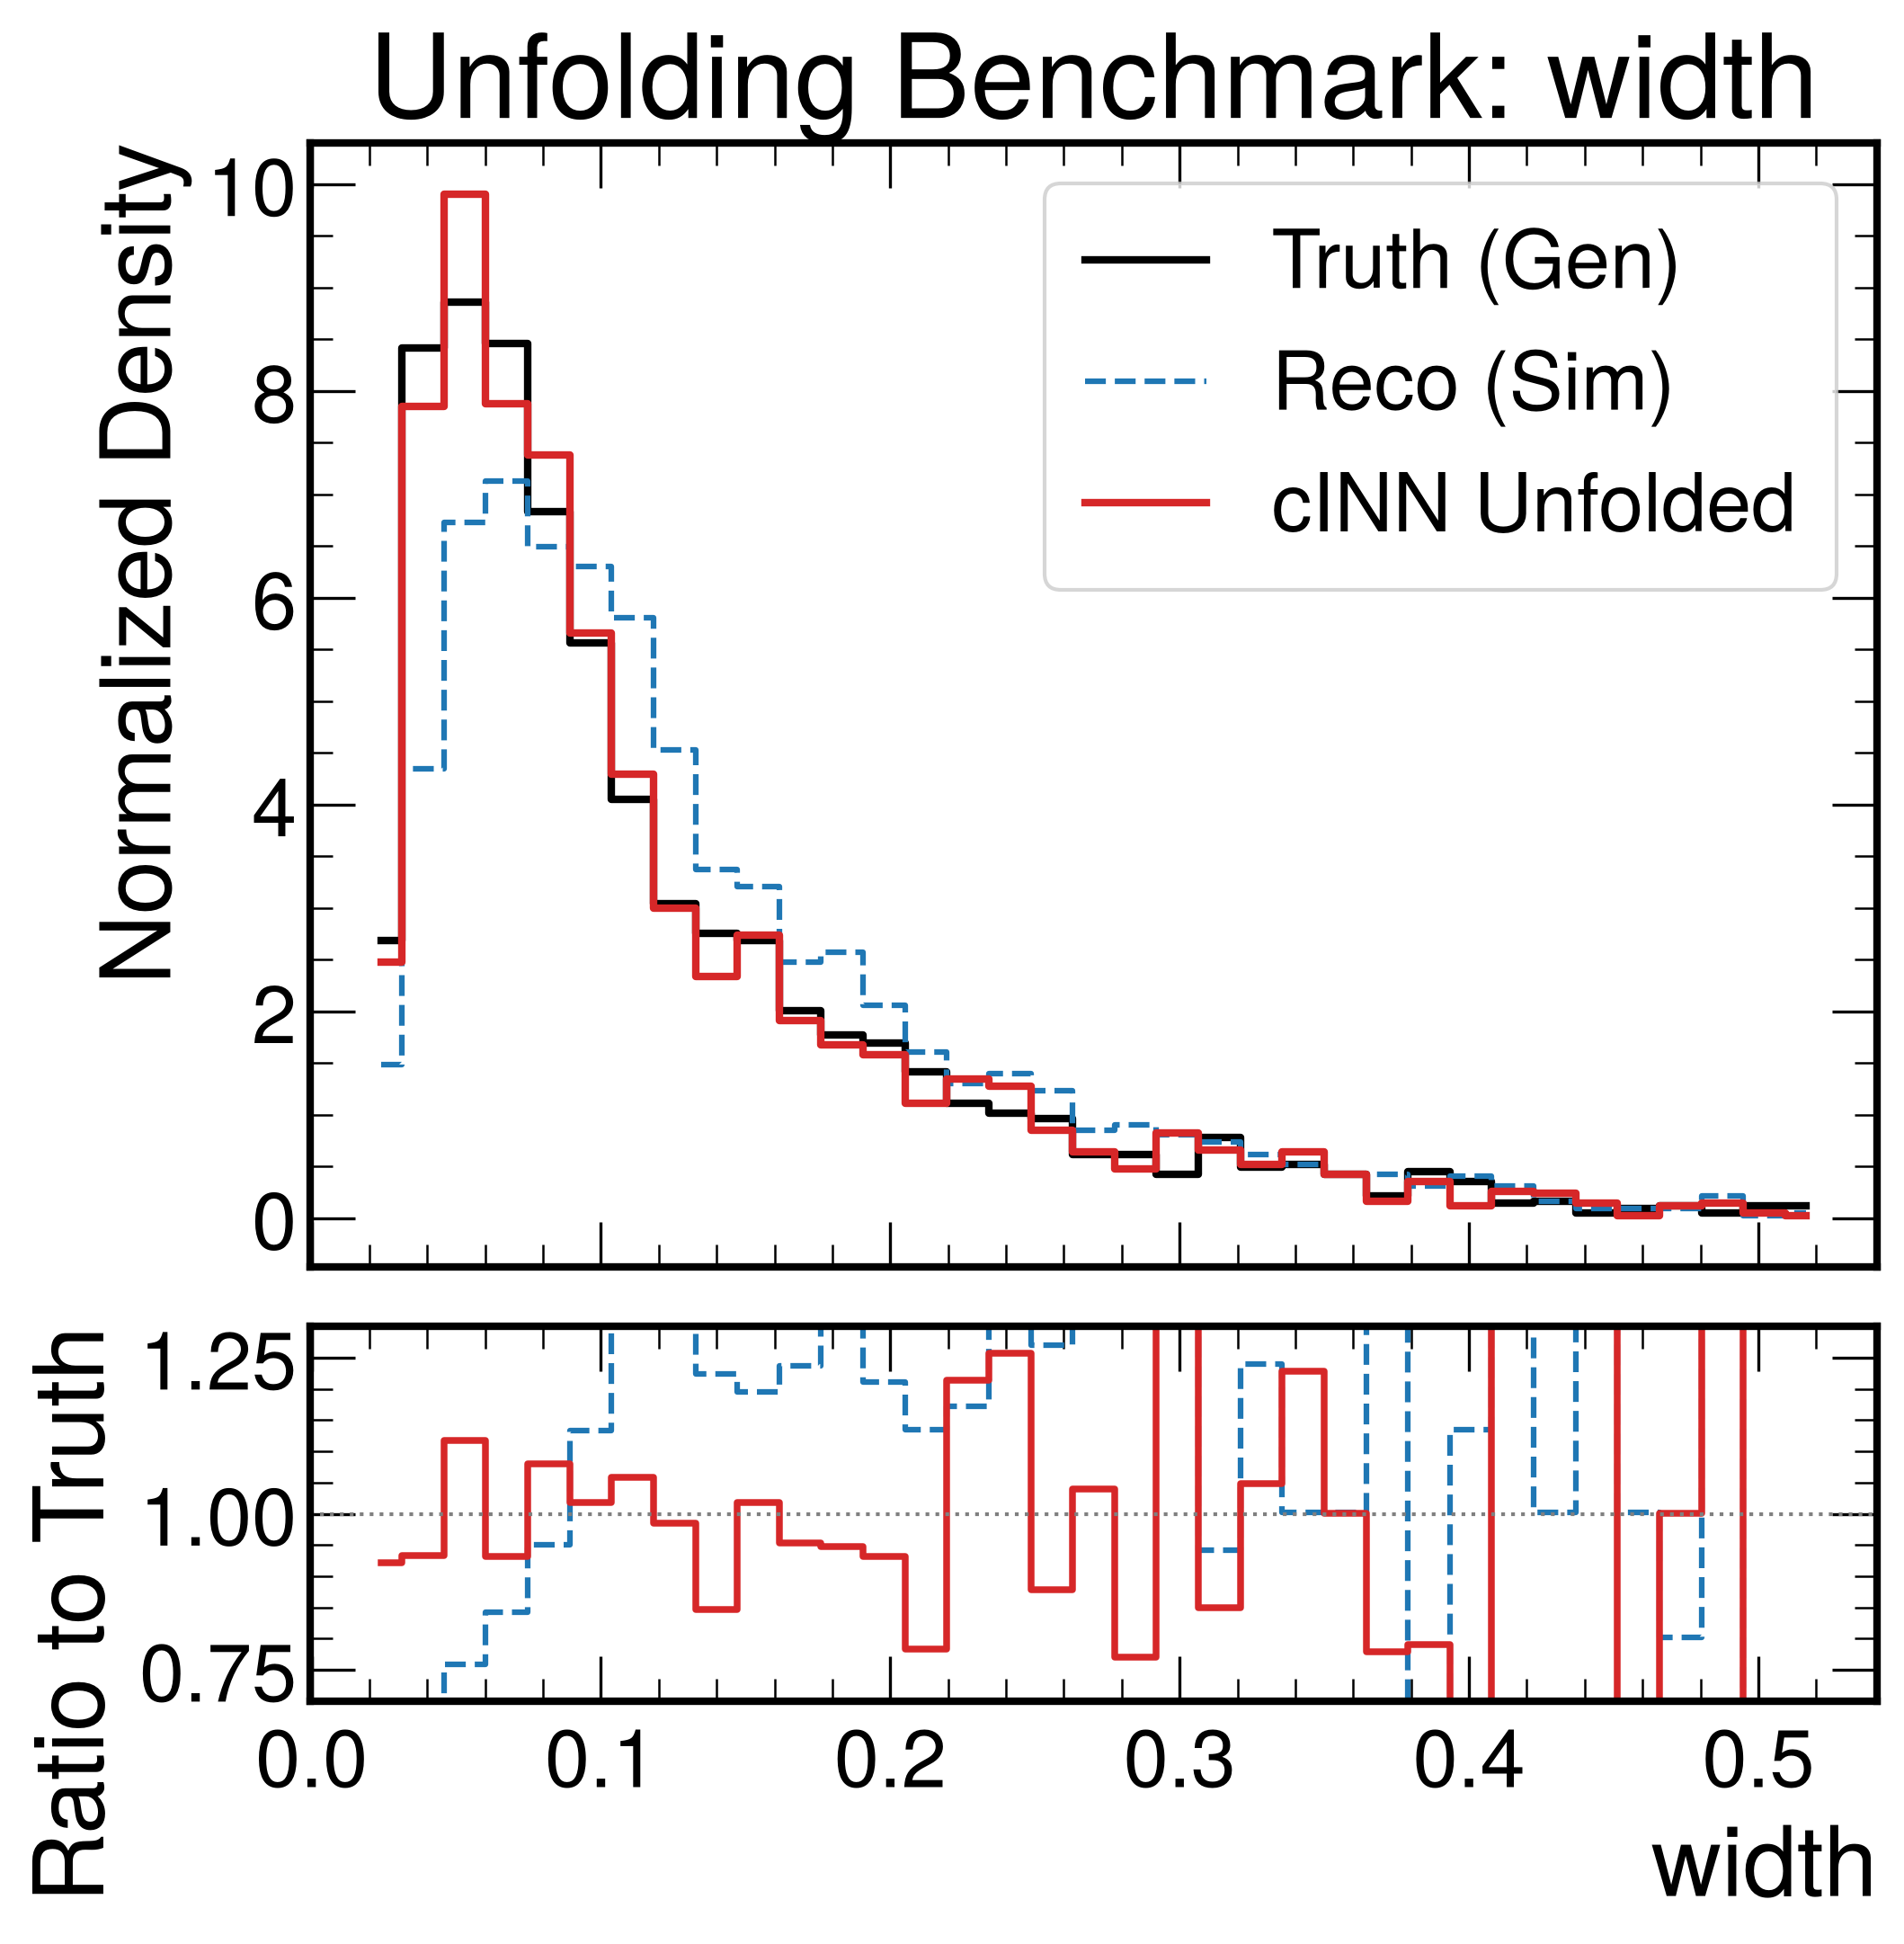 Unfolding Benchmark: width
Normalized Density
10
8
6
4
2
0
Truth (Gen)
Reco (Sim)
cINN Unfolded
Ratio to Truth
1.25
1.00
0.75
0.0 0.1 0.2 0.3 0.4 0.5
width